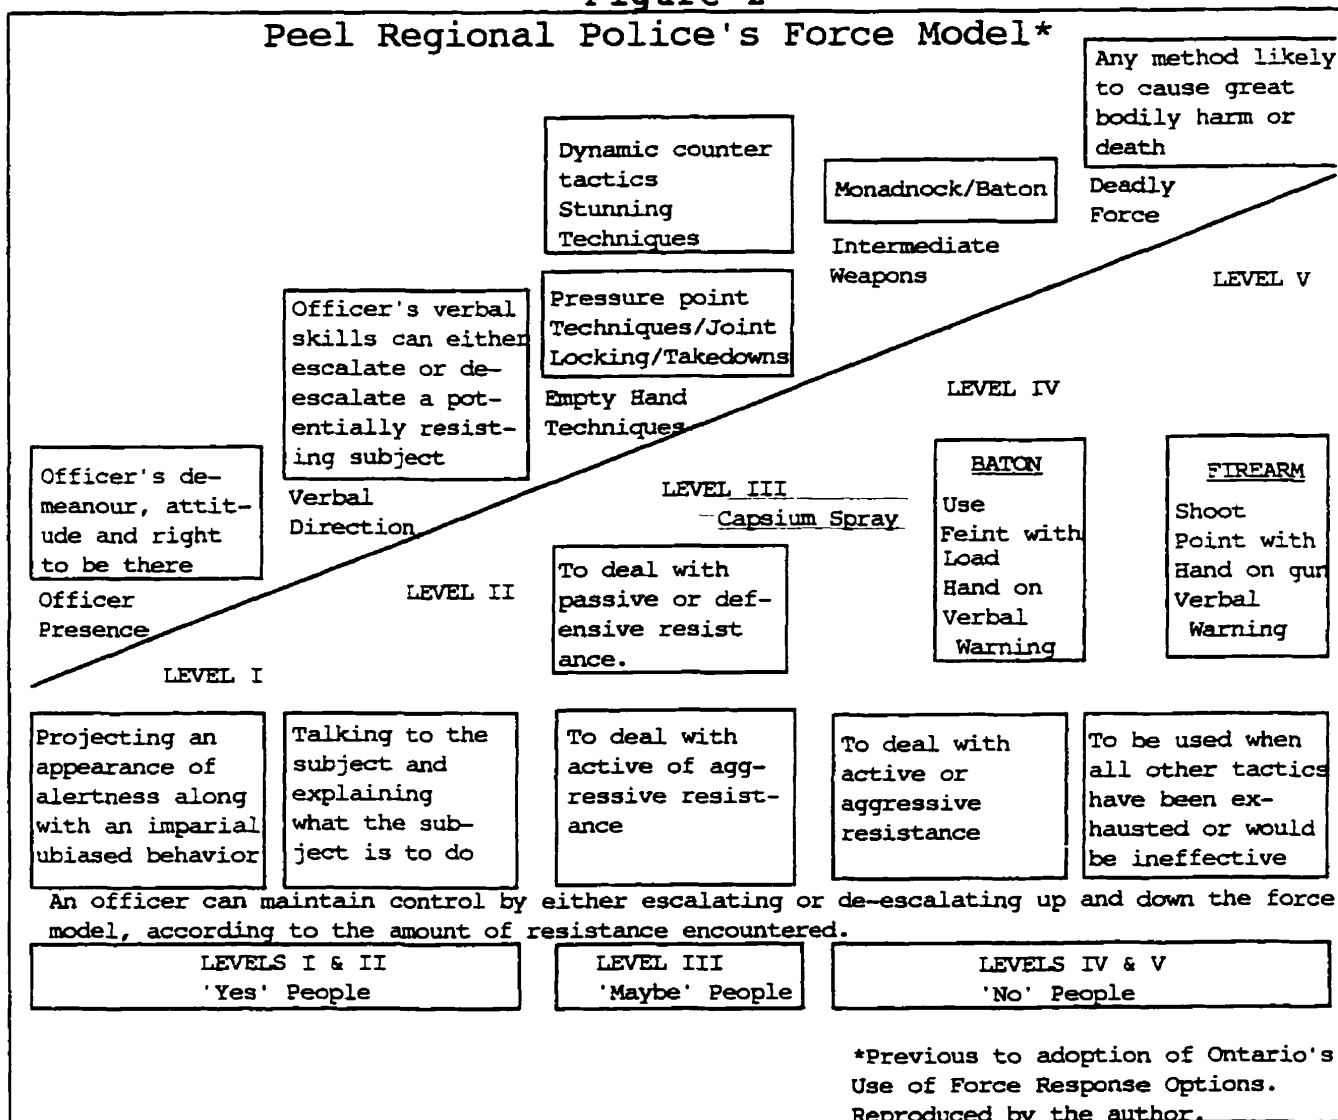 Peel Regional Police's Force Model*
Any method likely
to cause great
bodily harm or
death
Deadly
Force
LEVEL V
Monadnock/Baton
Intermediate
Weapons
LEVEL IV
Dynamic counter
tactics
Stunning
Techniques
Pressure point
Techniques/Joint
Locking/Takedowns
Empty Hand
Techniques
LEVEL III
Capsium Spray
Officer's verbal
skills can either
escalate or de-
escalate a pot-
entially resist-
ing subject
Verbal
Direction
LEVEL II
Officer's de-
meanour, attit-
ude and right
to be there
Officer
Presence
LEVEL I
To deal with
passive or def-
ensive resist
ance.
BATON
Use
Feint with
Load
Hand on
Verbal
Warning
FIREARM
Shoot
Point with
Hand on gun
Verbal
Warning
Projecting an
appearance of
alertness along
with an imparial
ubiased behavior
Talking to the
subject and
explaining
what the sub-
ject is to do
To deal with
active of agg-
ressive resist-
ance
To deal with
active or
aggressive
resistance
To be used when
all other tactics
have been ex-
hausted or would
be ineffective
An officer can maintain control by either escalating or de-escalating up and down the force
model, according to the amount of resistance encountered.
LEVELS I & II
'Yes' People
LEVEL III
'Maybe' People
LEVELS IV & V
'No' People
*Previous to adoption of Ontario's
Use of Force Response Options.
Reproduced by the author.